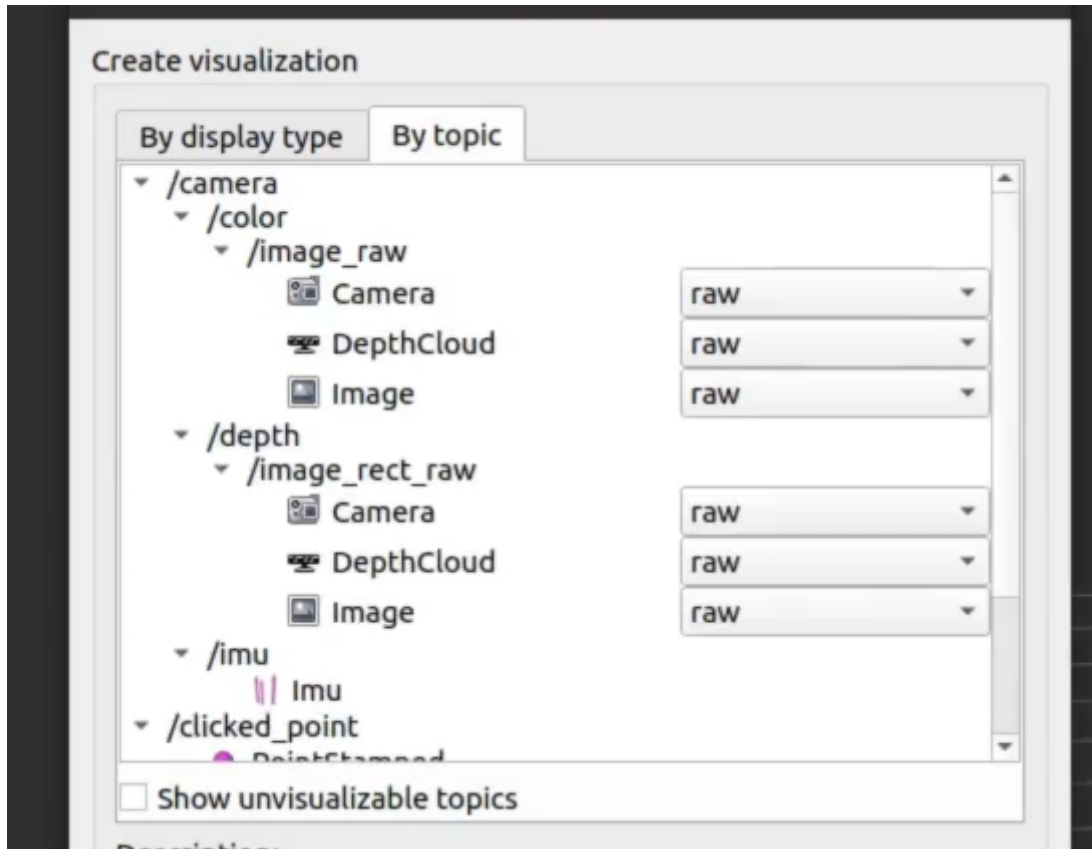 Create visualization
By display type By topic
/camera
/color
/image_raw
Camera raw
DepthCloud raw
Image raw
/depth
/image_rect_raw
Camera raw
DepthCloud raw
Image raw
/imu
Imu
/clicked_point
PointStamped
Show unvisualizable topics